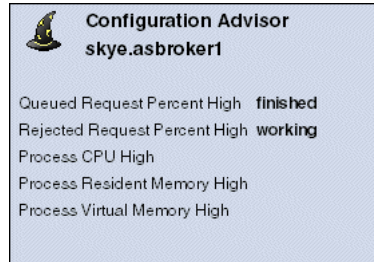 Configuration Advisor
skye.asbroker1
Queued Request Percent High finished
Rejected Request Percent High working
Process CPU High
Process Resident Memory High
Process Virtual Memory High